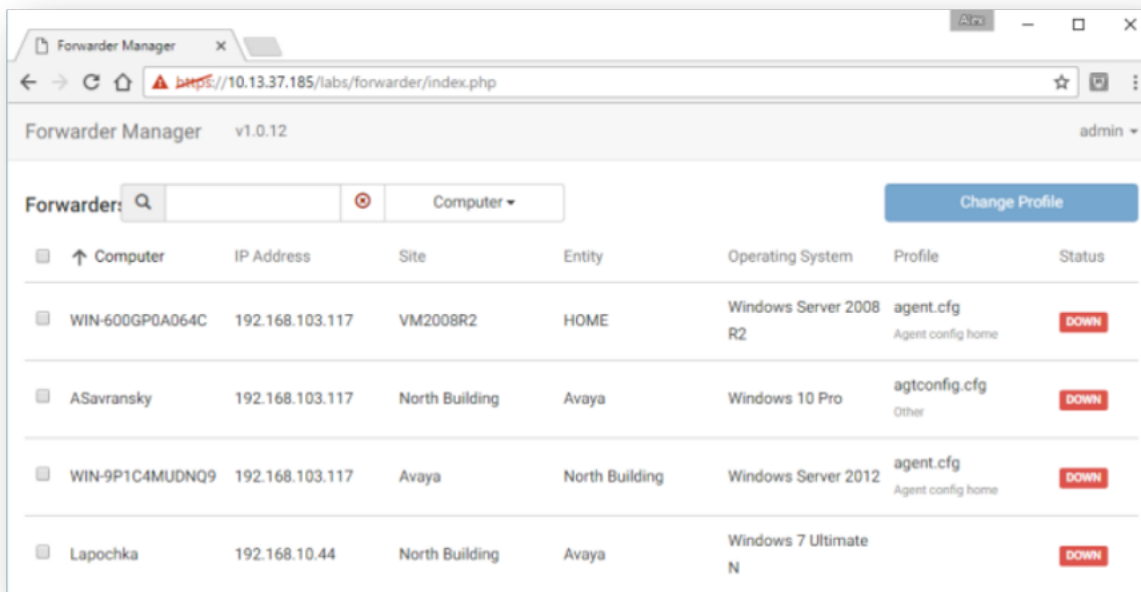 Alex
Forwarder Manager
https://10.13.37.185/labs/forwarder/index.php
Forwarder Manager v1.0.12 admin
Forwarders Computer Change Profile
Computer IP Address Site Entity Operating System Profile Status
WIN-600GP0A064C 192.168.103.117 VM2008R2 HOME Windows Server 2008 R2 agent.cfg DOWN
Agent config home
ASavransky 192.168.103.117 North Building Avaya Windows 10 Pro agtconfig.cfg DOWN
Other
WIN-9P1C4MUDNQ9 192.168.103.117 Avaya North Building Windows Server 2012 agent.cfg DOWN
Agent config home
Lapochka 192.168.10.44 North Building Avaya Windows 7 Ultimate N DOWN